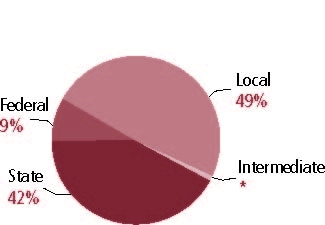 Local
49%
Federal
9%
Intermediate
*
State
42%